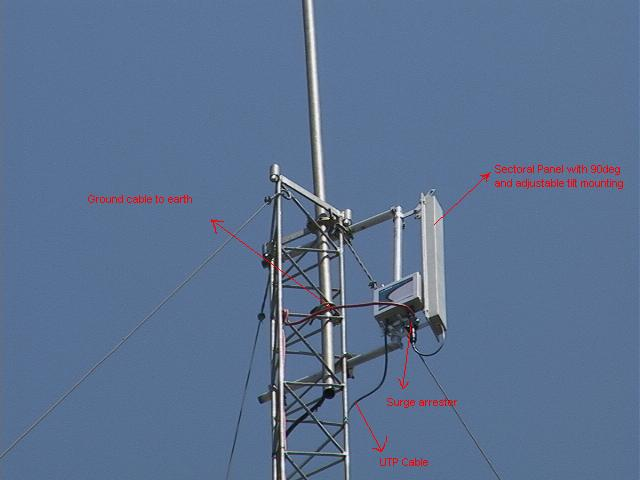 Sectoral Panel with 90deg
and adjustable tilt mounting
Ground cable to earth
Surge arrester
UTP Cable